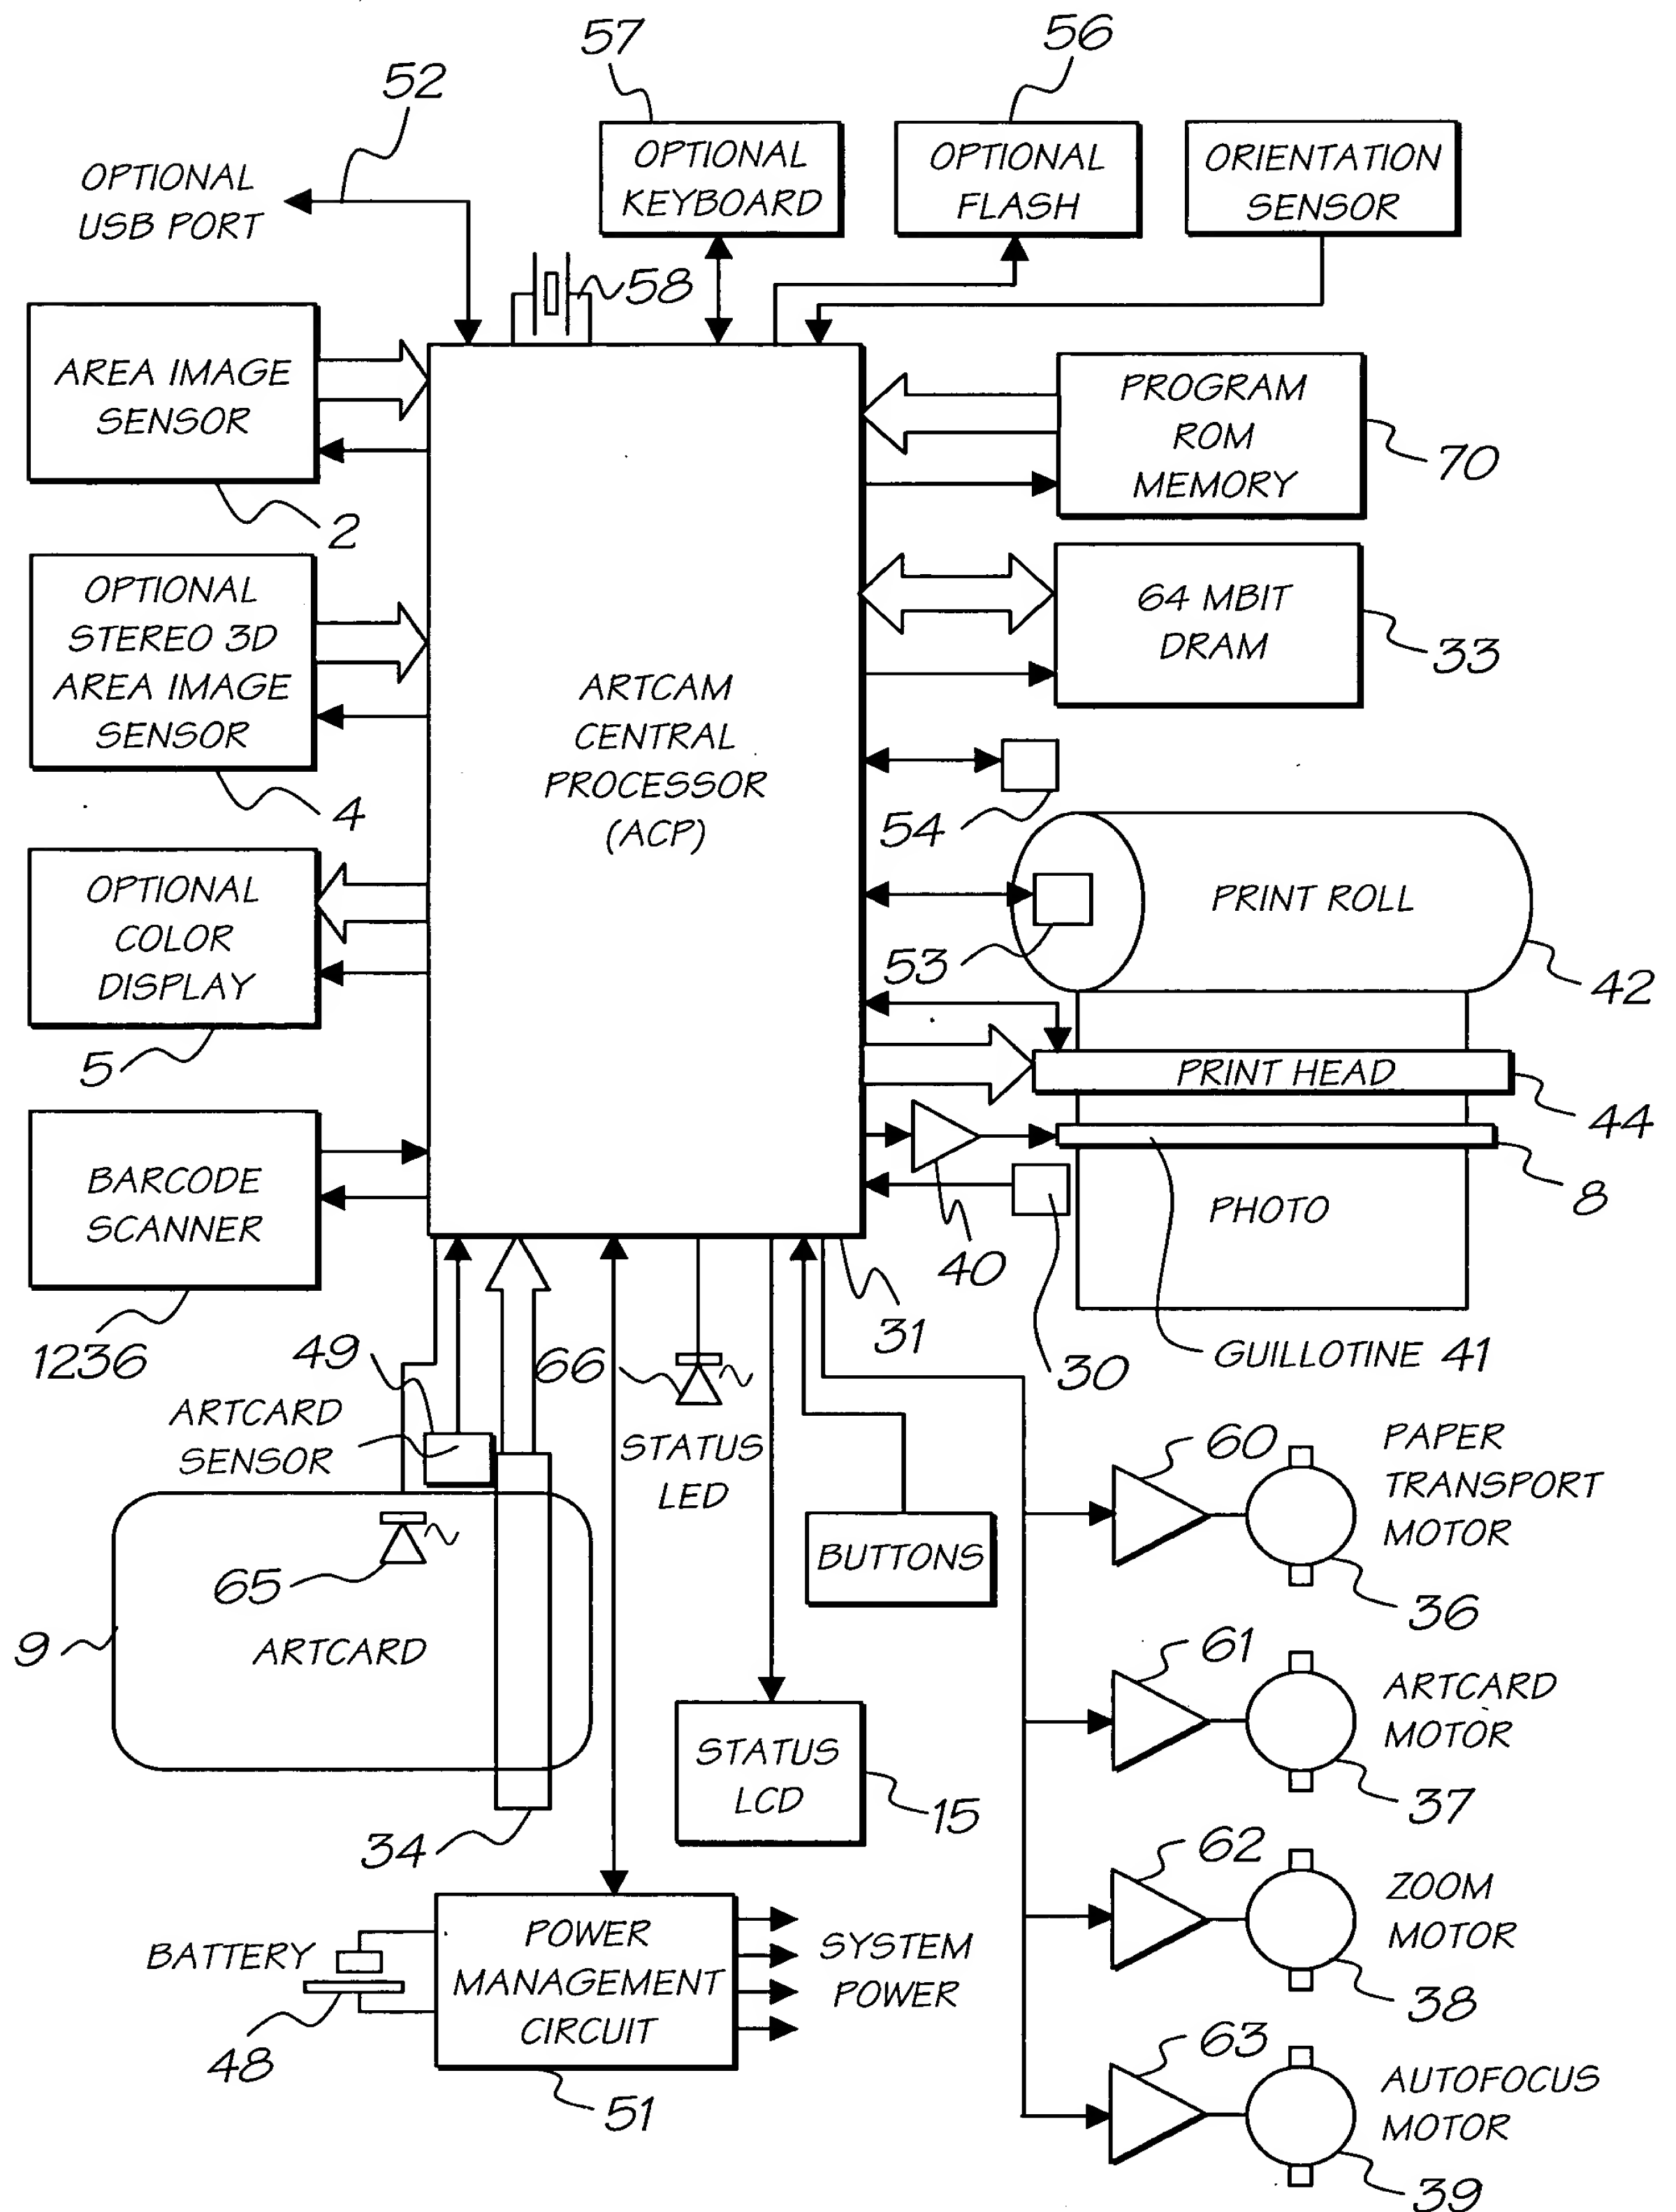 57
56
52
OPTIONAL
USB PORT
OPTIONAL
KEYBOARD
OPTIONAL
FLASH
ORIENTATION
SENSOR
58
AREA IMAGE
SENSOR
2
PROGRAM
ROM
MEMORY
70
OPTIONAL
STEREO 3D
AREA IMAGE
SENSOR
4
64 MBIT
DRAM
33
ARTCAM
CENTRAL
PROCESSOR
(ACP)
54
OPTIONAL
COLOR
DISPLAY
5
53
PRINT ROLL
42
PRINT HEAD
44
BARCODE
SCANNER
1236
40
8
PHOTO
31
30
GUILLOTINE 41
49
66
ARTCARD
SENSOR
STATUS
LED
65
9
ARTCARD
34
BUTTONS
STATUS
LCD
15
60
PAPER
TRANSPORT
MOTOR
36
61
ARTCARD
MOTOR
37
62
ZOOM
MOTOR
38
63
AUTOFOCUS
MOTOR
39
BATTERY
48
POWER
MANAGEMENT
CIRCUIT
51
SYSTEM
POWER